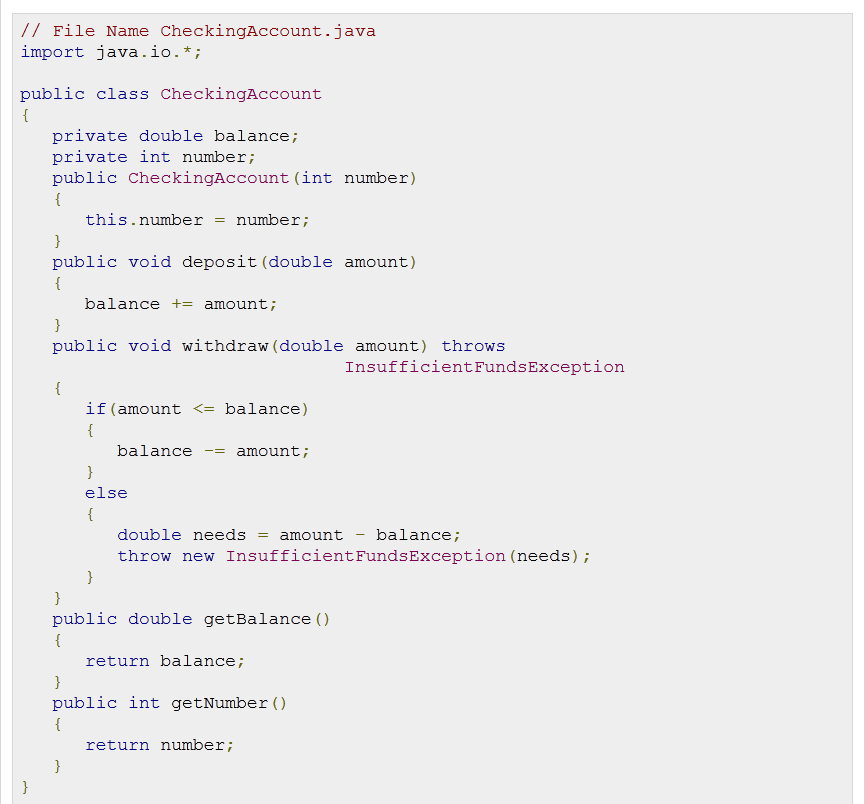 // File Name CheckingAccount.java
import java.io.*;

public class CheckingAccount
{
   private double balance;
   private int number;
   public CheckingAccount(int number)
   {
      this.number = number;
   }
   public void deposit(double amount)
   {
      balance += amount;
   }
   public void withdraw(double amount) throws
                              InsufficientFundsException
   {
      if(amount <= balance)
      {
         balance -= amount;
      }
      else
      {
         double needs = amount - balance;
         throw new InsufficientFundsException(needs);
      }
   }
   public double getBalance()
   {
      return balance;
   }
   public int getNumber()
   {
      return number;
   }
}